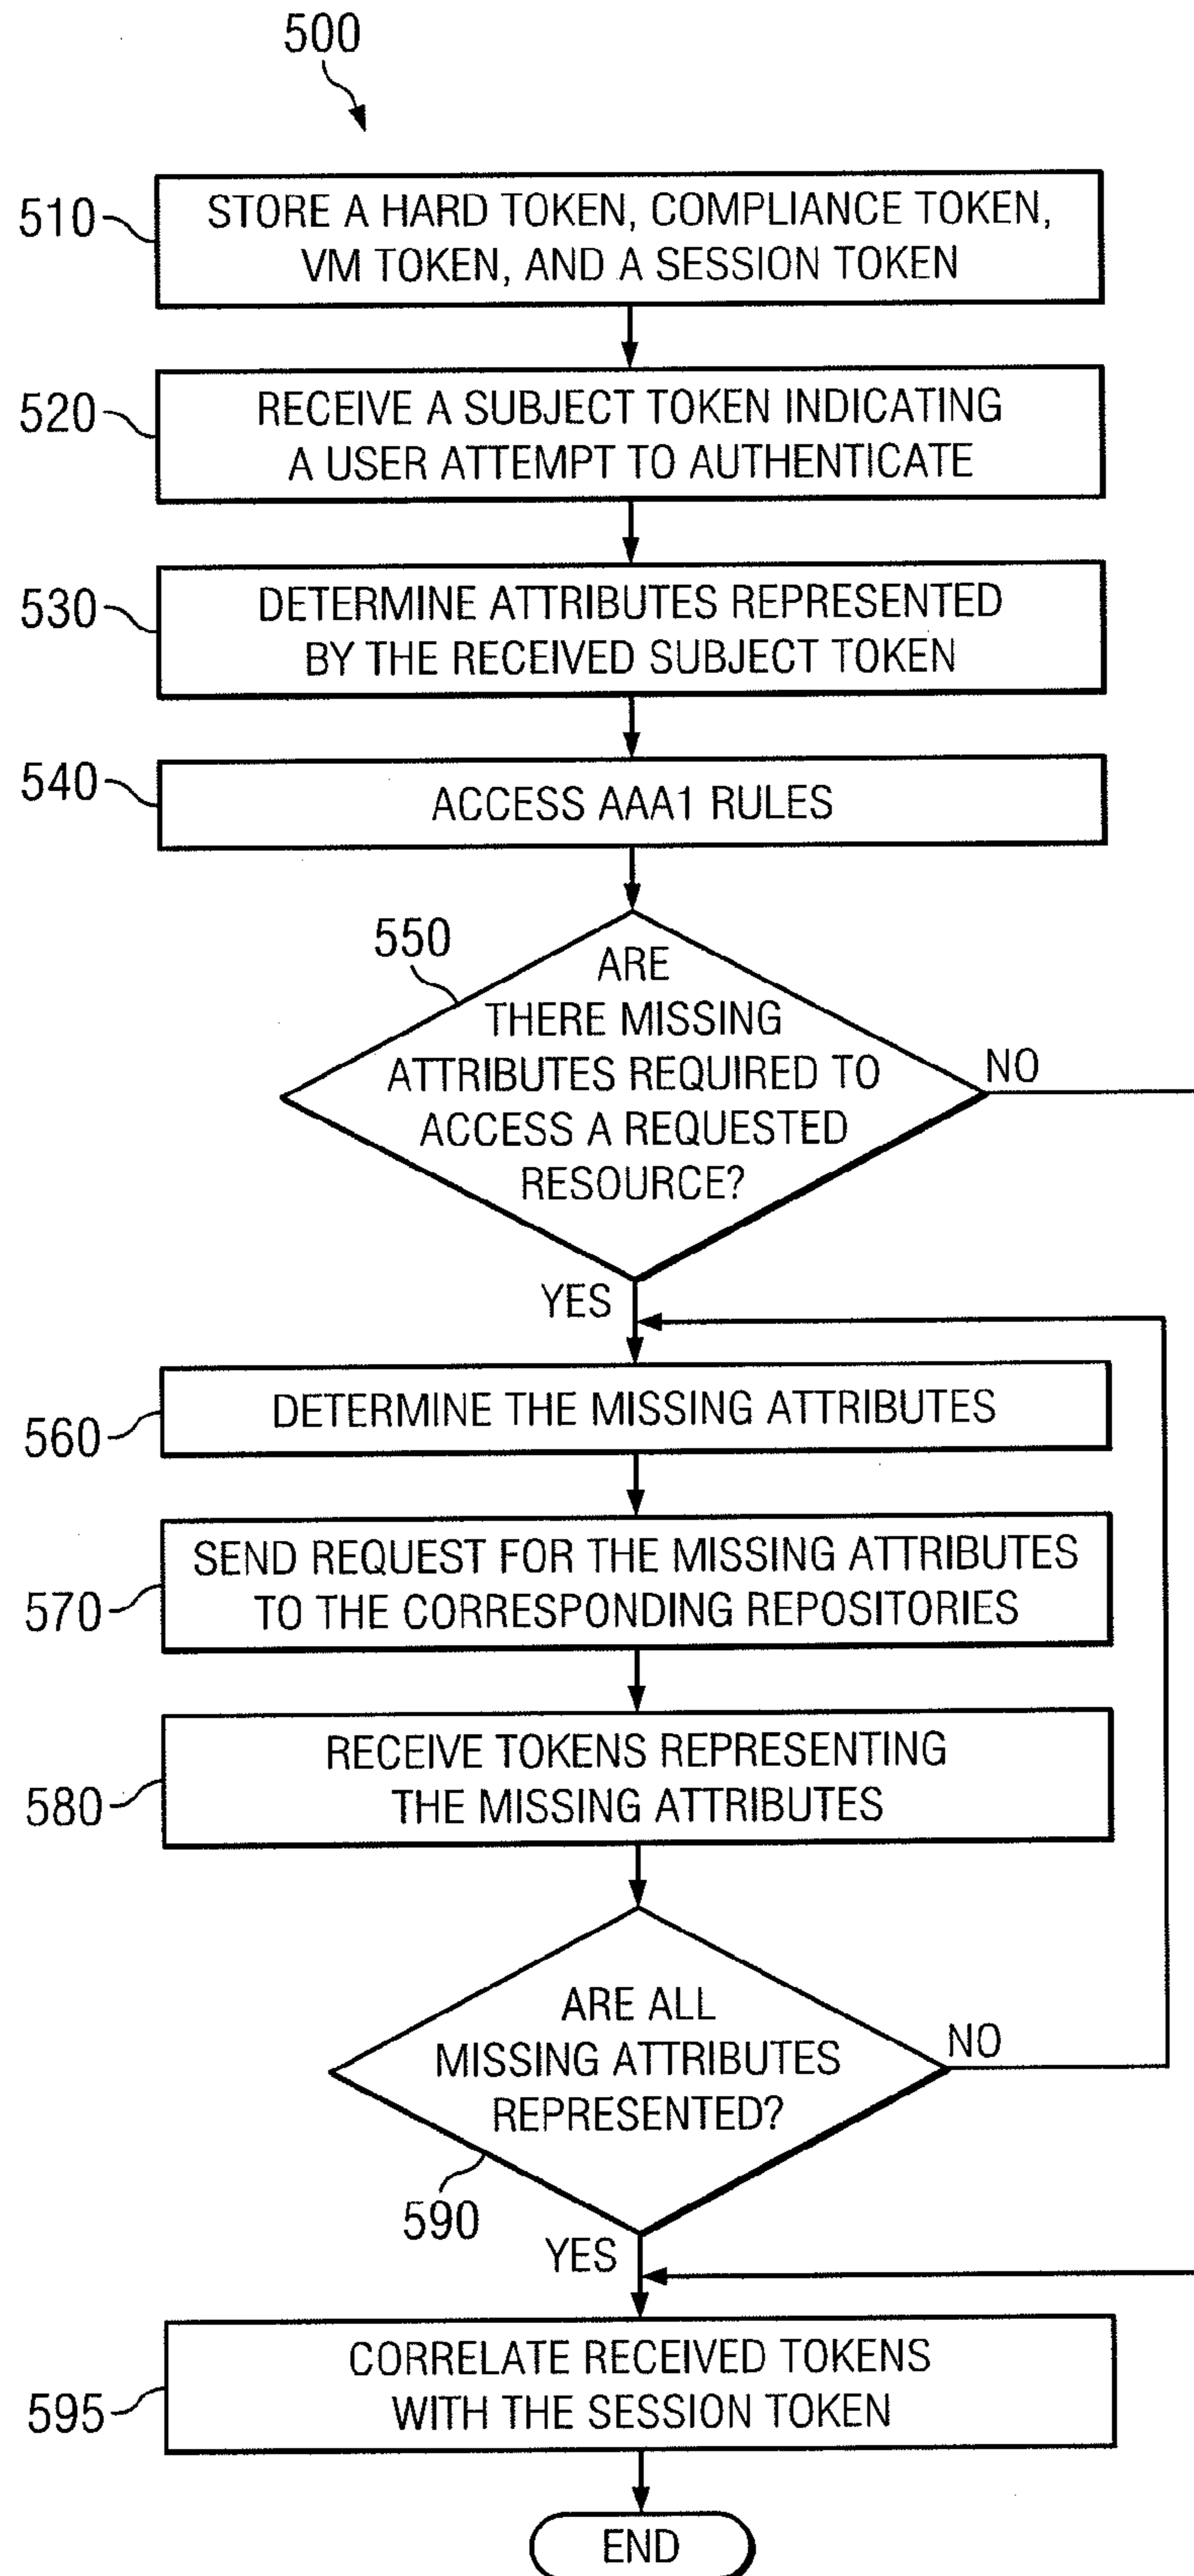 500
510
STORE A HARD TOKEN, COMPLIANCE TOKEN,
VM TOKEN, AND A SESSION TOKEN
520
RECEIVE A SUBJECT TOKEN INDICATING
A USER ATTEMPT TO AUTHENTICATE
530
DETERMINE ATTRIBUTES REPRESENTED
BY THE RECEIVED SUBJECT TOKEN
540
ACCESS AAA1 RULES
550
ARE
THERE MISSING
ATTRIBUTES REQUIRED TO
ACCESS A REQUESTED
RESOURCE?
NO
YES
560
DETERMINE THE MISSING ATTRIBUTES
570
SEND REQUEST FOR THE MISSING ATTRIBUTES
TO THE CORRESPONDING REPOSITORIES
580
RECEIVE TOKENS REPRESENTING
THE MISSING ATTRIBUTES
ARE ALL
MISSING ATTRIBUTES
REPRESENTED?
NO
590
YES
595
CORRELATE RECEIVED TOKENS
WITH THE SESSION TOKEN
END